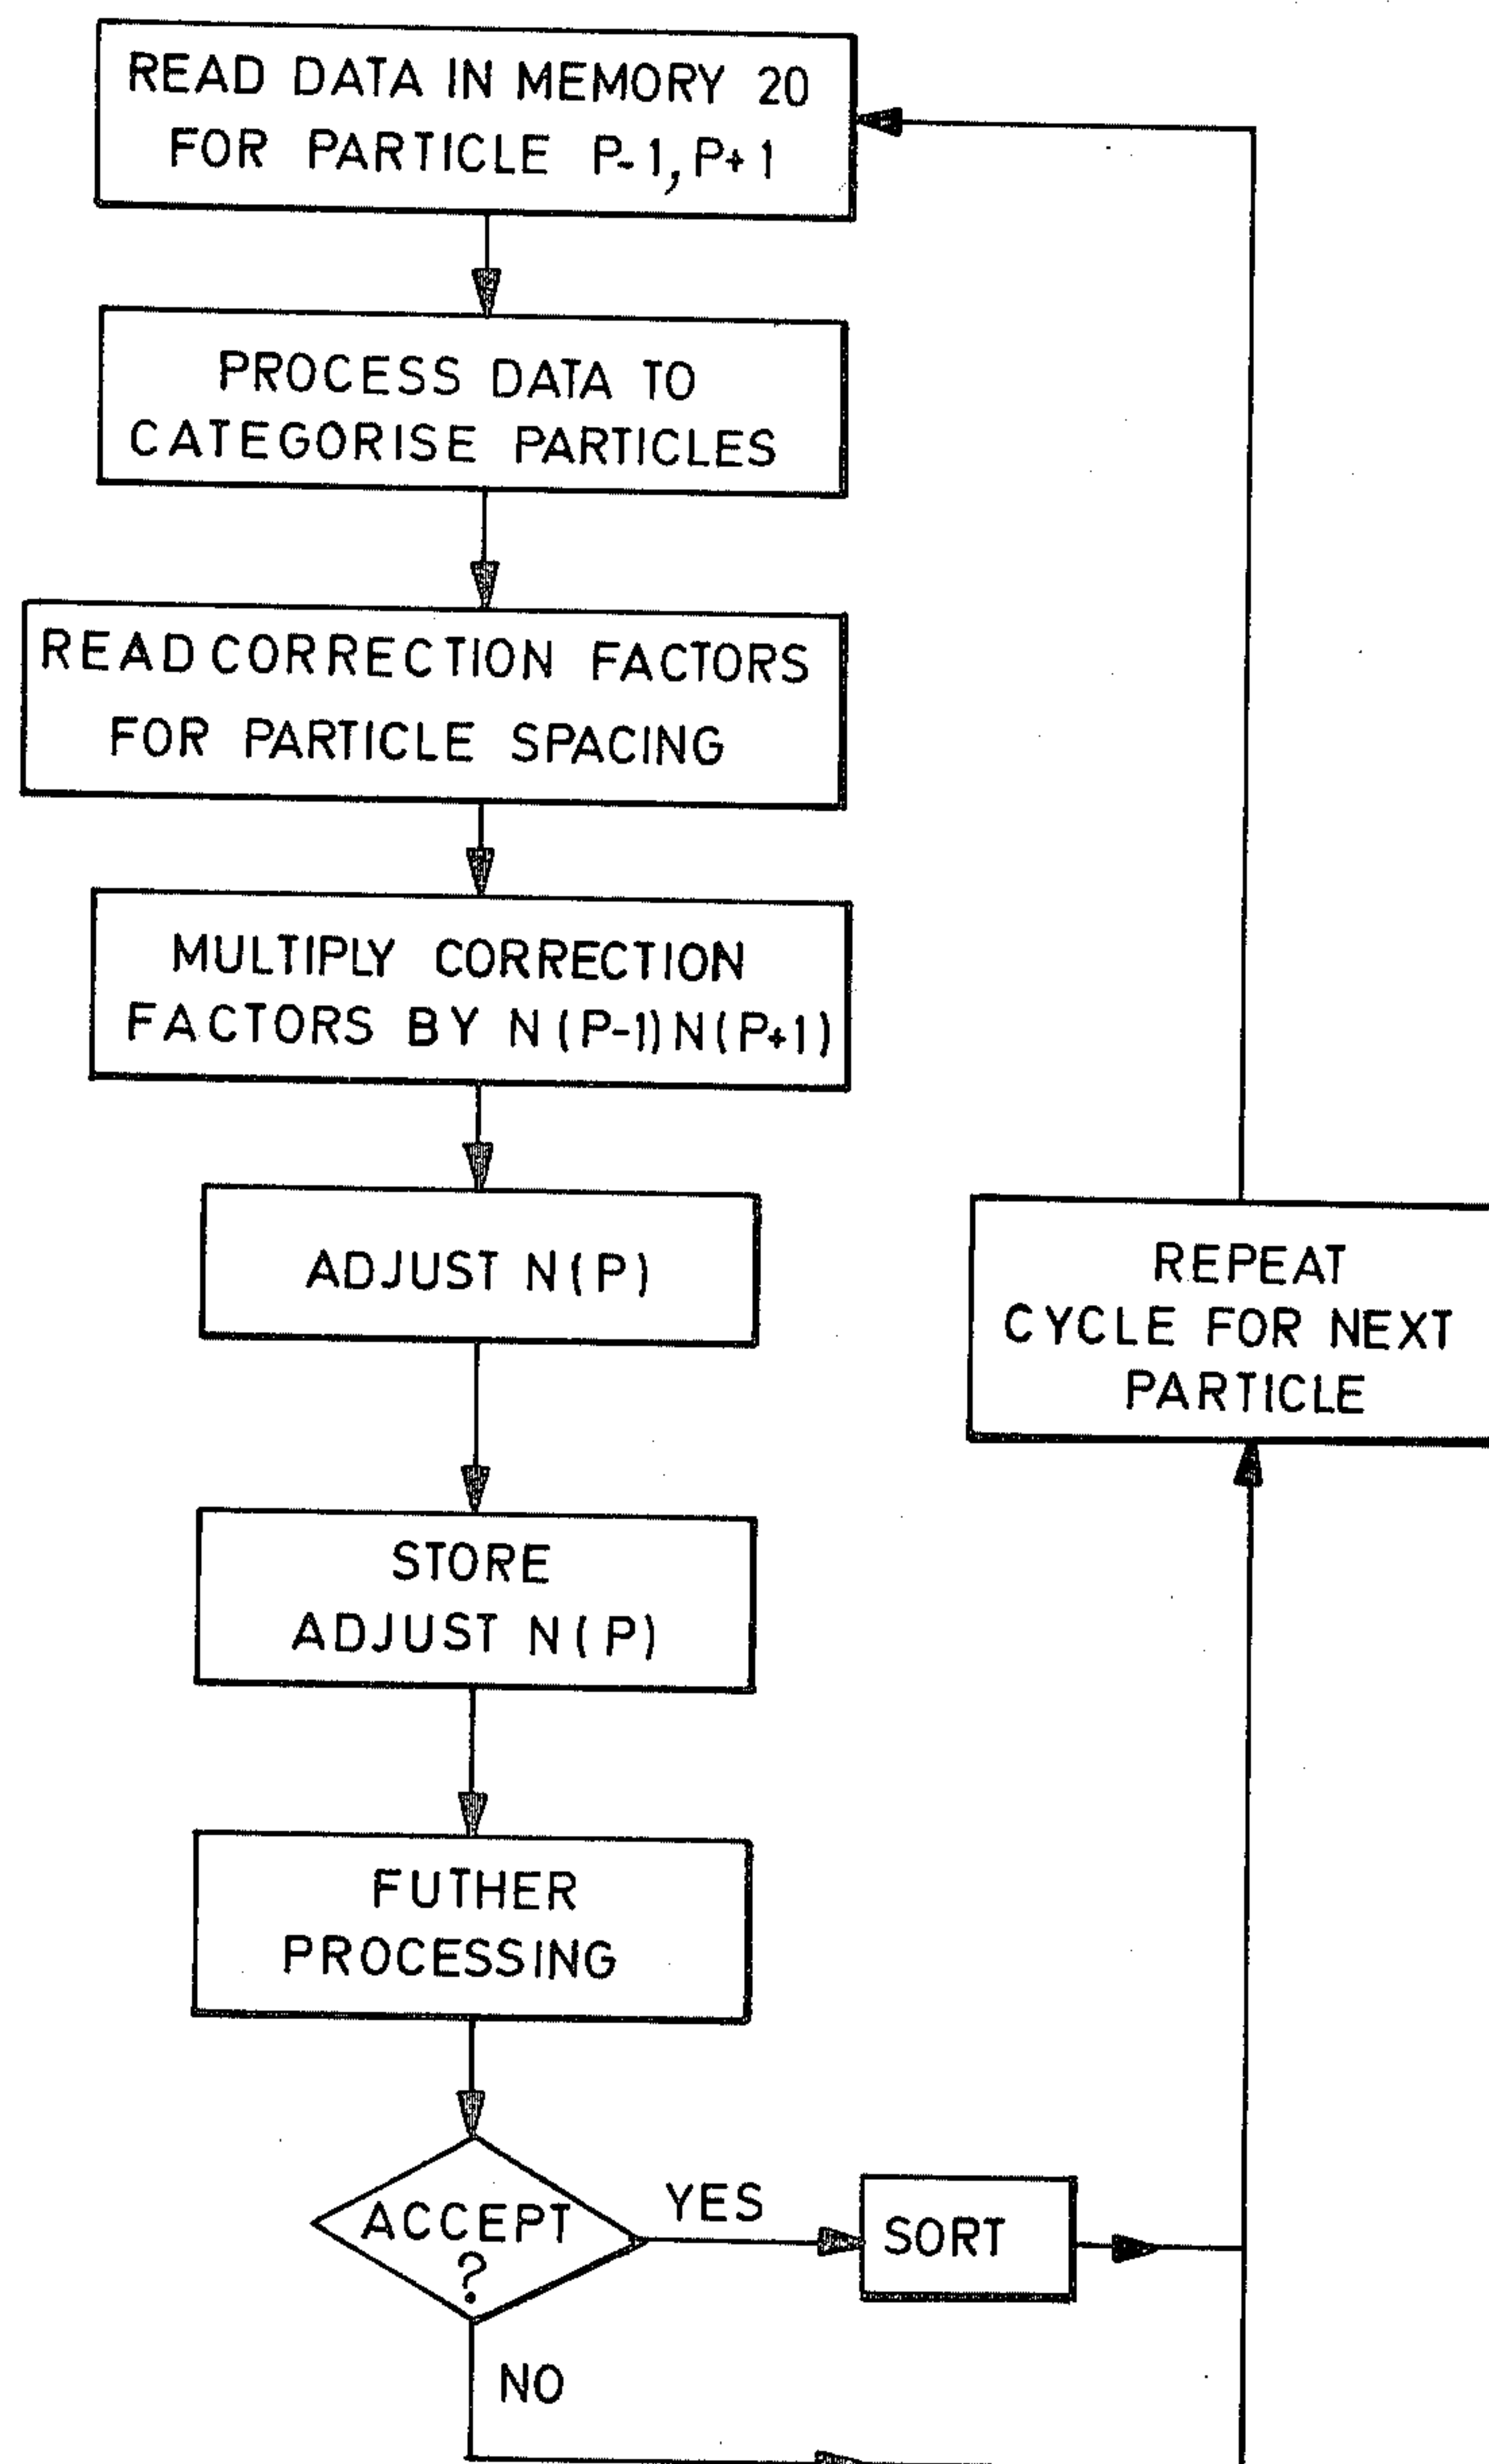 READ DATA IN MEMORY 20
FOR PARTICLE P-1, P+1
PROCESS DATA TO
CATEGORISE PARTICLES
READ CORRECTION FACTORS
FOR PARTICLE SPACING
MULTIPLY CORRECTION
FACTORS BY N(P-1)N(P+1)
ADJUST N(P)
REPEAT
CYCLE FOR NEXT
PARTICLE
STORE
ADJUST N(P)
FUTHER
PROCESSING
ACCEPT
?
YES
SORT
NO